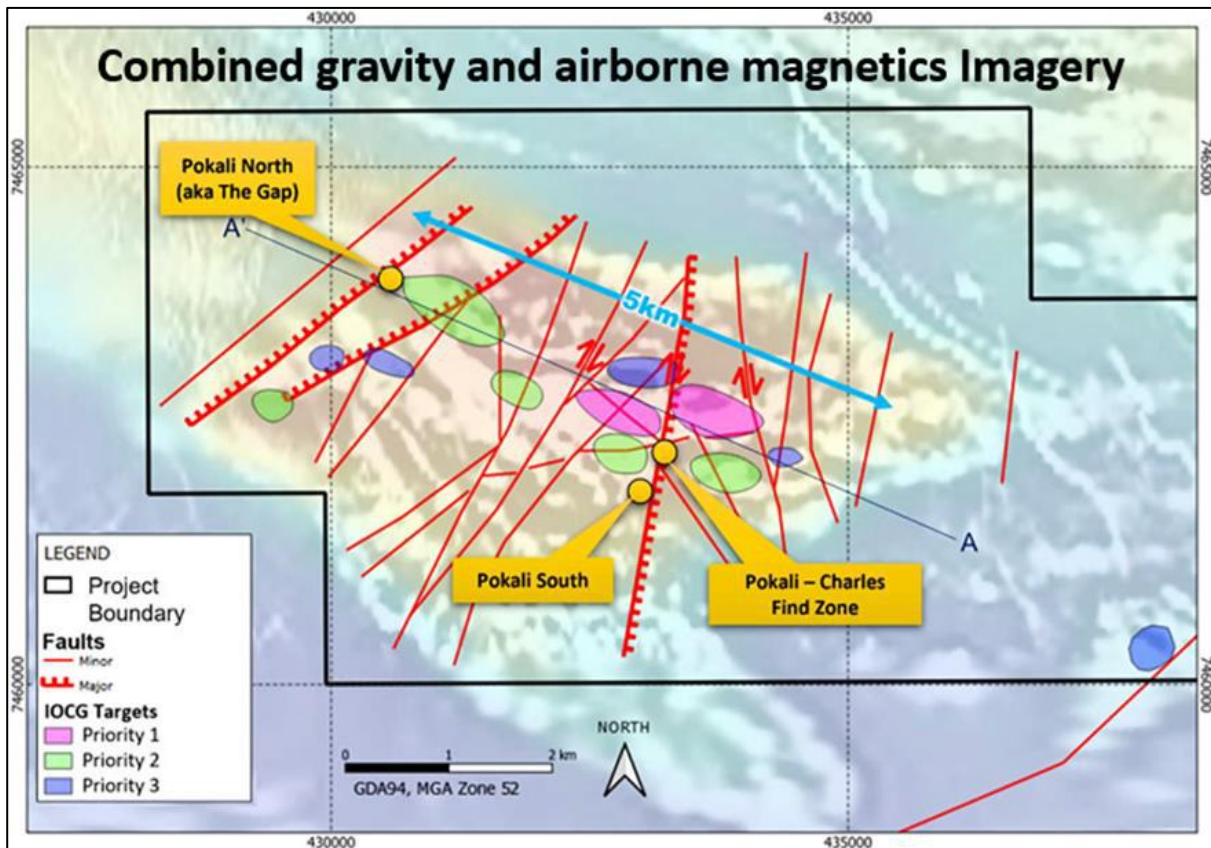 430000
435000
Combined gravity and airborne magnetics Imagery
7465000
7465000
Pokali North
(aka The Gap)
A'
5km
A
Pokali South
Pokali – Charles
Find Zone
LEGEND
Project
Boundary
Faults
Minor
Major
IOCG Targets
Priority 1
Priority 2
Priority 3
7460000
7460000
NORTH
0
1
2 km
GDA94, MGA Zone 52
430000
435000